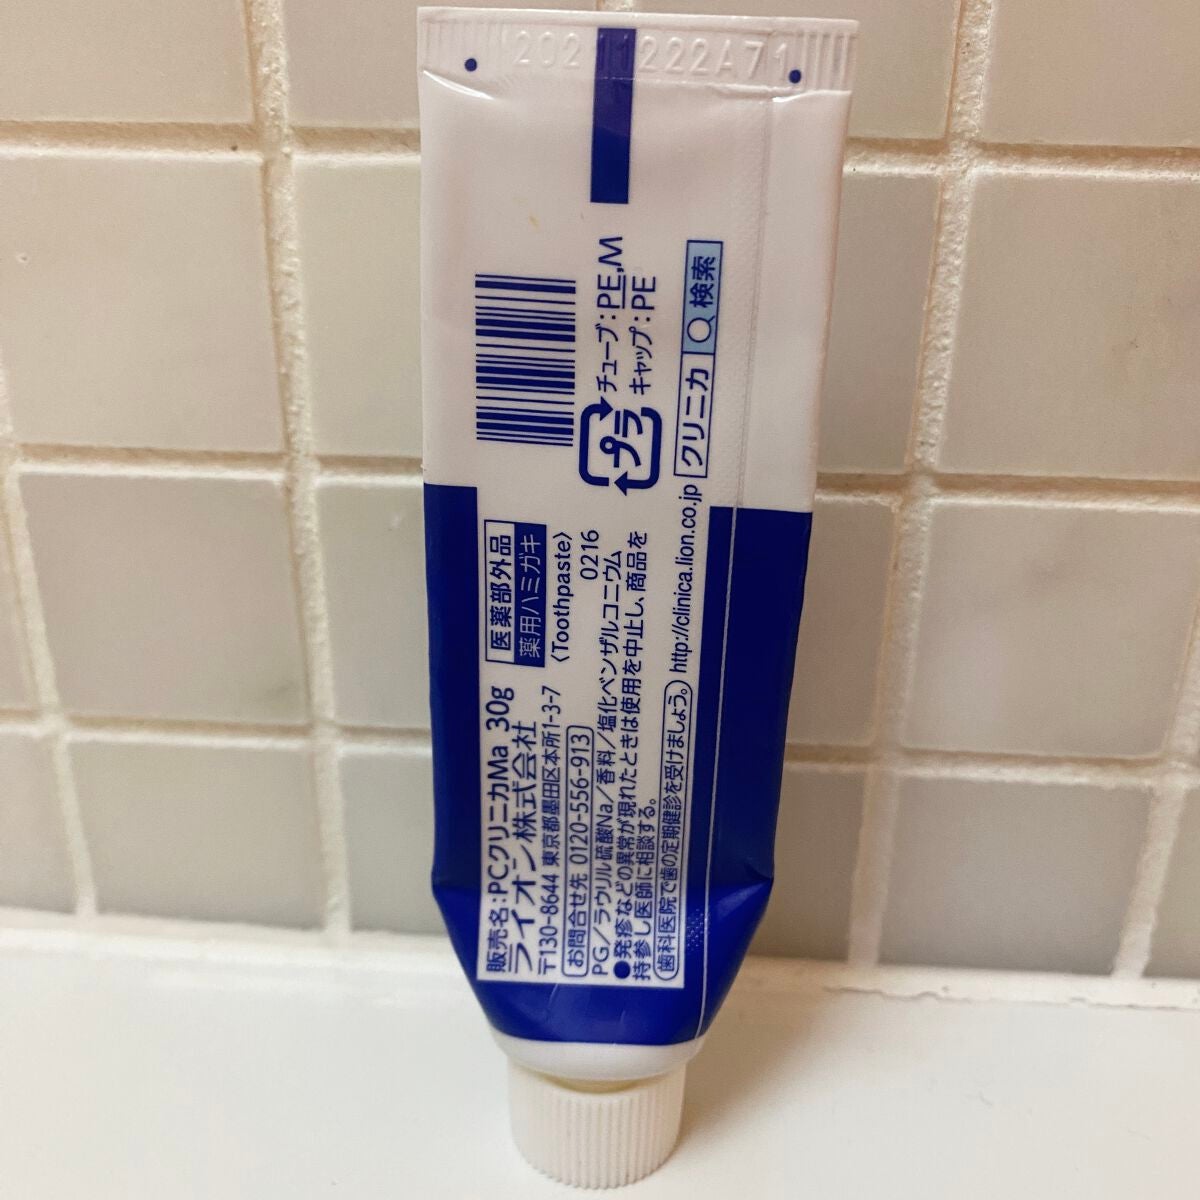 販売名:PCクリニカMa 30g
ライオン株式会社
〒130-8644 東京都墨田区本所1-3-7
お問合せ先 0120-556-913
医薬部外品
薬用ハミガキ
〈Toothpaste〉
0216
PG/ラウリル硫酸Na/香料/塩化ベンザルコニウム
●発疹などの異常が現れたときは使用を中止し、商品を
持参し医師に相談する。
歯科医院で歯の定期健診を受けましょう。 http://clinica.lion.co.jp クリニカ 検索
プラ
チューブ:PE,M
キャップ:PE